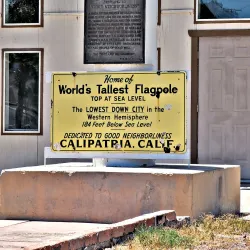 Home of
World's Tallest Flagpole
TOP AT SEA LEVEL
The LOWEST DOWN CITY in the
Western Hemisphere
184 Feet Below Sea Level
DEDICATED TO GOOD NEIGHBORLINESS
CALIPATRIA, CALIF.